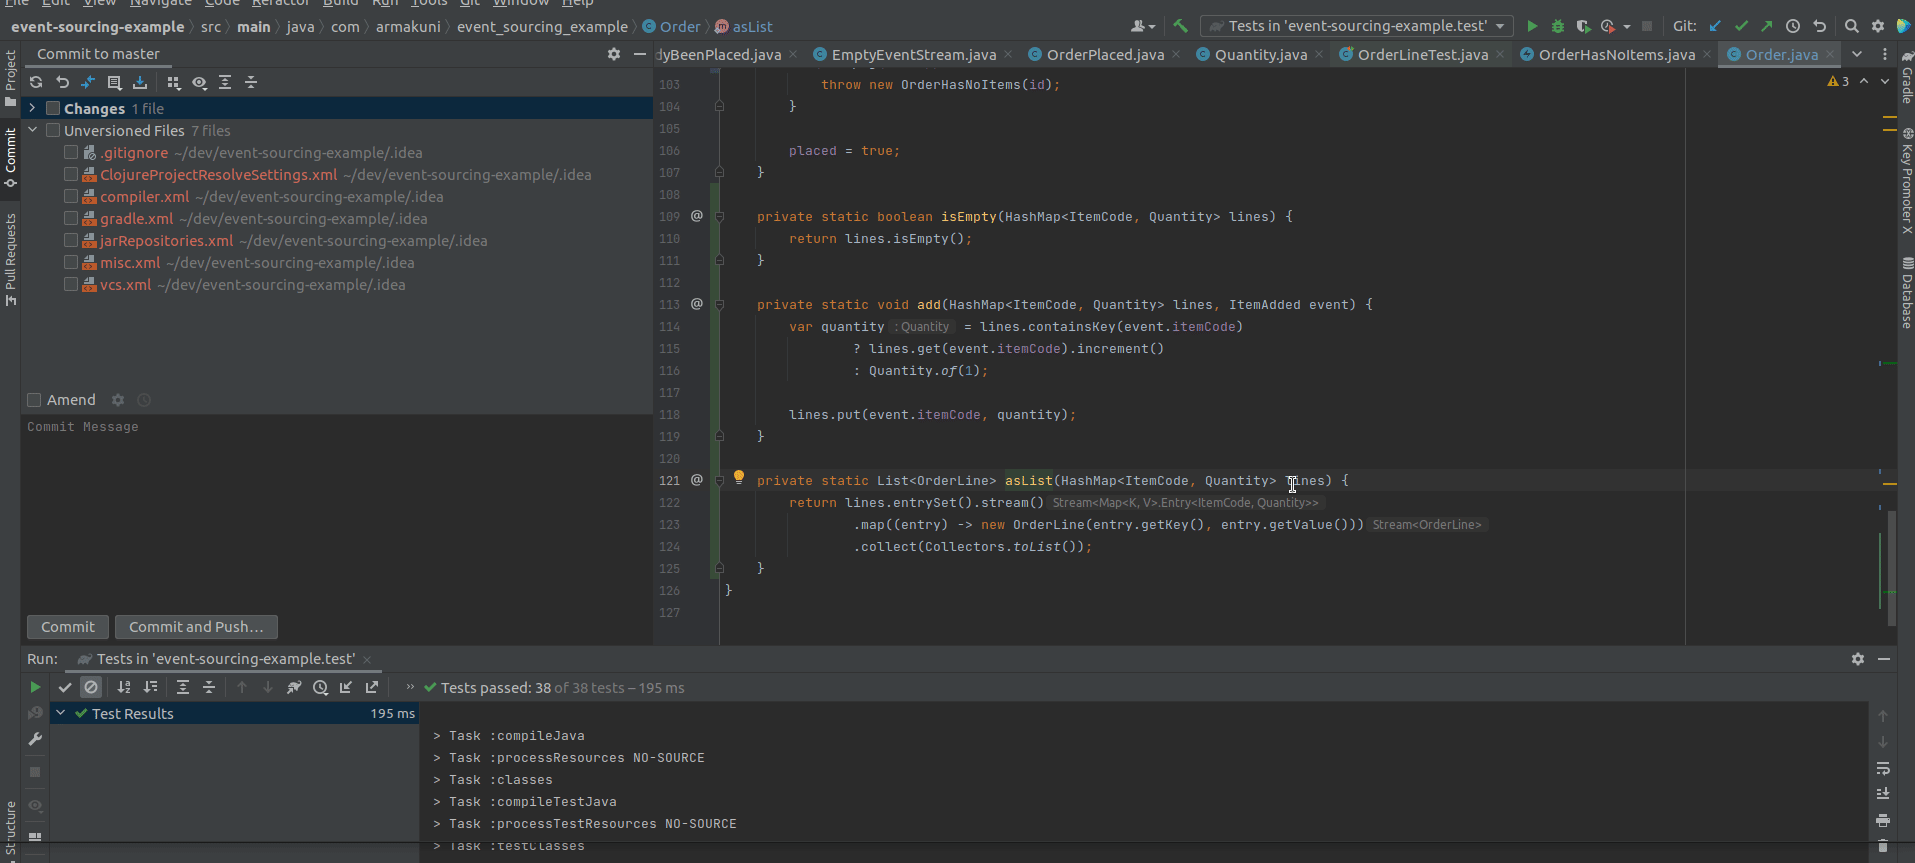 File Edit View Navigate Code Refactor Build Run Tools Git Window Help
event-sourcing-example src main java com armakuni event_sourcing_example Order asList
Tests in 'event-sourcing-example.test'
Git:
Project
Commit
Pull Requests
Structure
Commit to master
Changes 1 file
Unversioned Files 7 files
.gitignore ~/dev/event-sourcing-example/.idea
ClojureProjectResolveSettings.xml ~/dev/event-sourcing-example/.idea
compiler.xml ~/dev/event-sourcing-example/.idea
gradle.xml ~/dev/event-sourcing-example/.idea
jarRepositories.xml ~/dev/event-sourcing-example/.idea
misc.xml ~/dev/event-sourcing-example/.idea
vcs.xml ~/dev/event-sourcing-example/.idea
Amend
Commit Message
Commit
Commit and Push...
dyBeenPlaced.java EmptyEventStream.java OrderPlaced.java Quantity.java OrderLineTest.java OrderHasNoItems.java Order.java
3
103 throw new OrderHasNoItems(id);
104 }
105
106 placed = true;
107 }
108
109 @ private static boolean isEmpty(HashMap<ItemCode, Quantity> lines) {
110 return lines.isEmpty();
111 }
112
113 @ private static void add(HashMap<ItemCode, Quantity> lines, ItemAdded event) {
114 var quantity : Quantity = lines.containsKey(event.itemCode)
115 ? lines.get(event.itemCode).increment()
116 : Quantity.of(1);
117
118 lines.put(event.itemCode, quantity);
119 }
120
121 @ private static List<OrderLine> asList(HashMap<ItemCode, Quantity> lines) {
122 return lines.entrySet().stream() Stream<Map<K, V>.Entry<ItemCode, Quantity>>
123 .map((entry) -> new OrderLine(entry.getKey(), entry.getValue())) Stream<OrderLine>
124 .collect(Collectors.toList());
125 }
126 }
127
Gradle
Key Promoter X
Database
Run: Tests in 'event-sourcing-example.test'
Tests passed: 38 of 38 tests – 195 ms
Test Results 195 ms
> Task :compileJava
> Task :processResources NO-SOURCE
> Task :classes
> Task :compileTestJava
> Task :processTestResources NO-SOURCE
> Task :testClasses